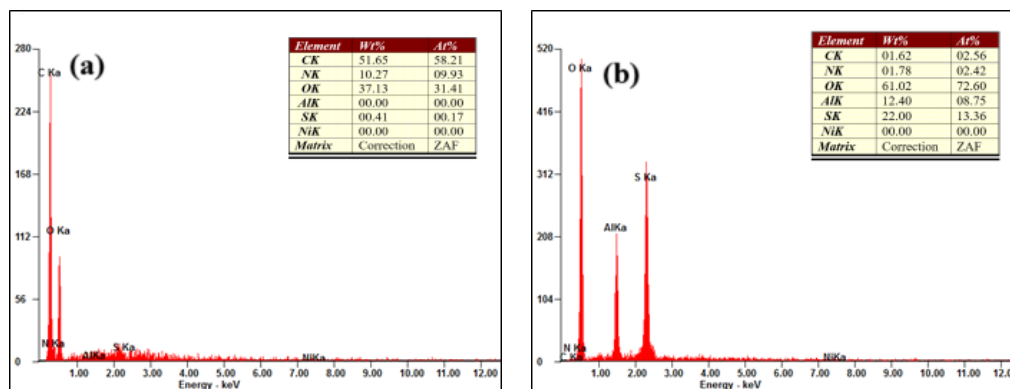 (a)
280
224
168
112
56
0
C Ka
O Ka
N Ka
AlKa
S Ka
NiKa
1.00 2.00 3.00 4.00 5.00 6.00 7.00 8.00 9.00 10.00 11.00 12.00
Energy - keV
Element Wt% At%
CK 51.65 58.21
NK 10.27 09.93
OK 37.13 31.41
AlK 00.00 00.00
SK 00.41 00.17
NiK 00.00 00.00
Matrix Correction ZAF
(b)
520
416
312
208
104
0
O Ka
S Ka
AlKa
N Ka
C Ka
NiKa
1.00 2.00 3.00 4.00 5.00 6.00 7.00 8.00 9.00 10.00 11.00 12.0
Energy - keV
Element Wt% At%
CK 01.62 02.56
NK 01.78 02.42
OK 61.02 72.60
AlK 12.40 08.75
SK 22.00 13.36
NiK 00.00 00.00
Matrix Correction ZAF